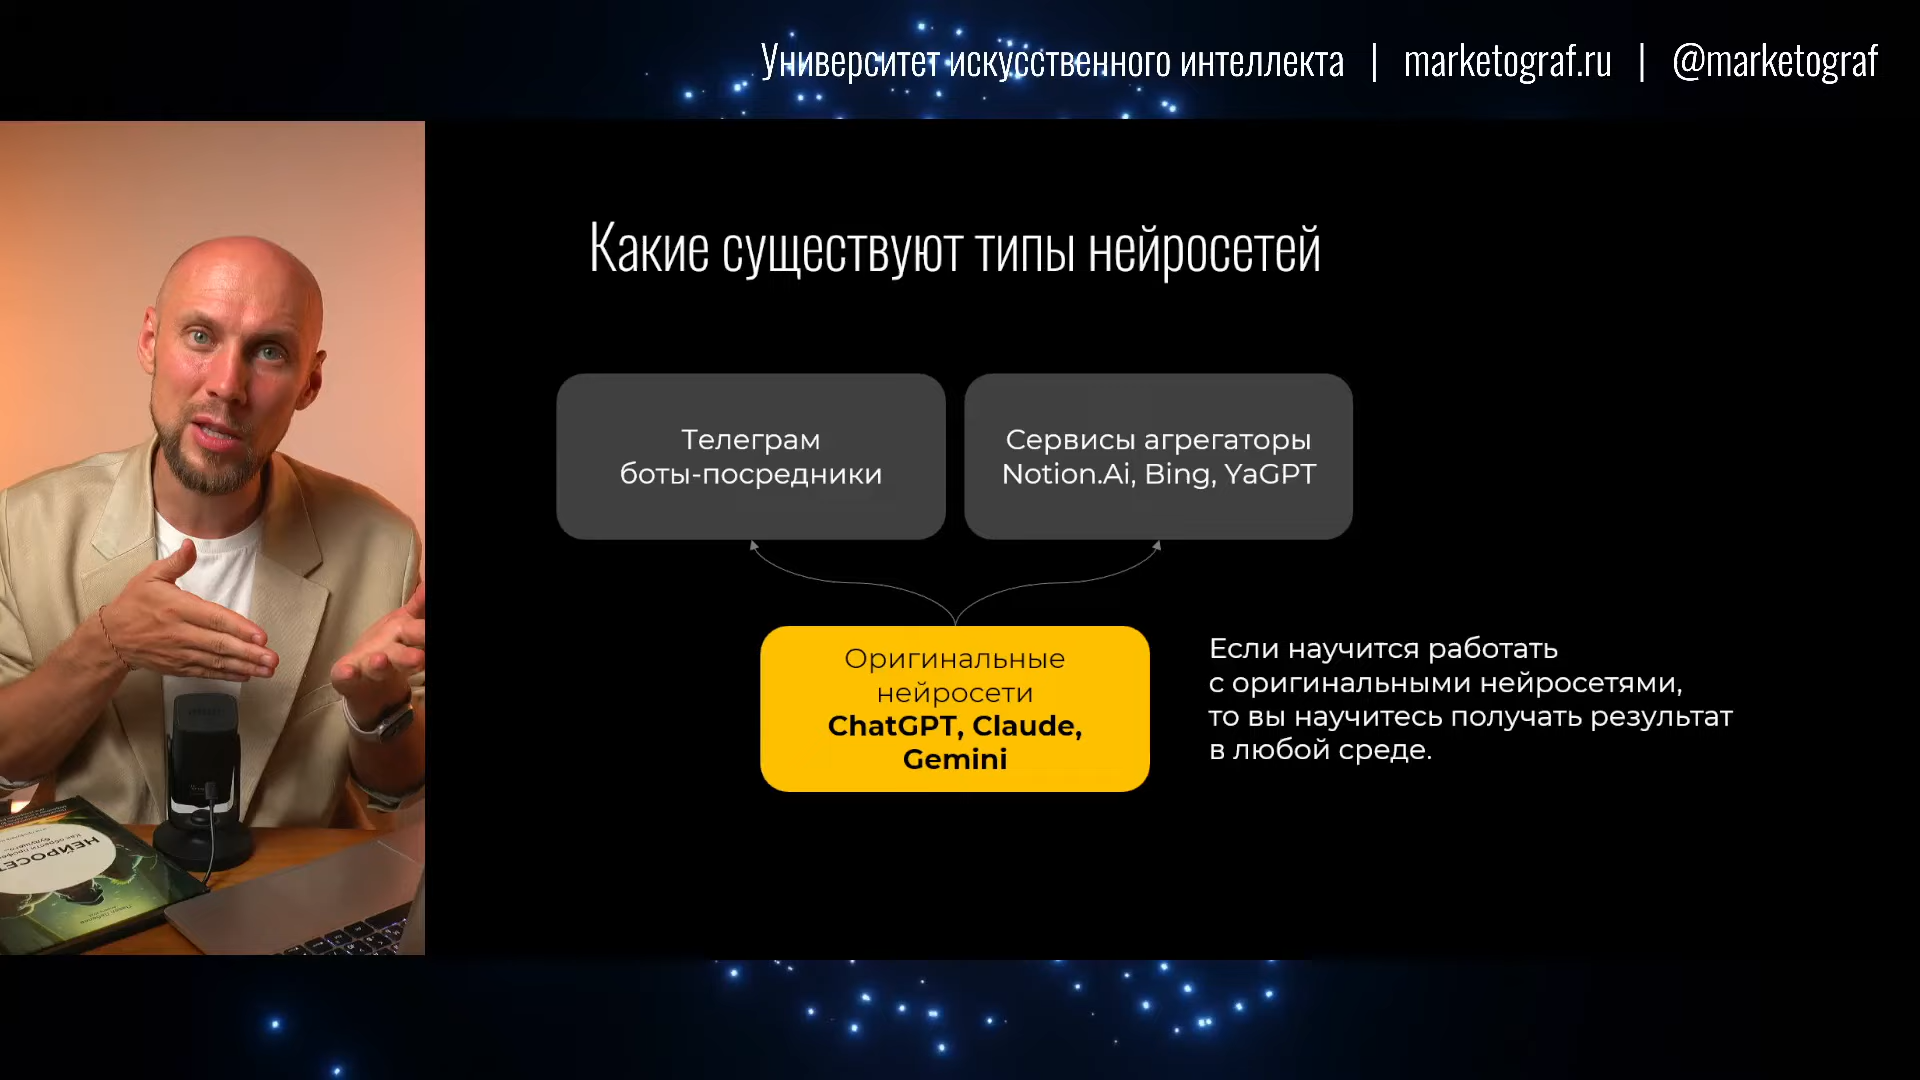 Университет искусственного интеллекта | marketograf.ru | @marketograf
Какие существуют типы нейросетей
Телеграм
боты-посредники
Сервисы агрегаторы
Notion.Ai, Bing, YaGPT
Оригинальные
нейросети
ChatGPT, Claude,
Gemini
Если научится работать
с оригинальными нейросетями,
то вы научитесь получать результат
в любой среде.